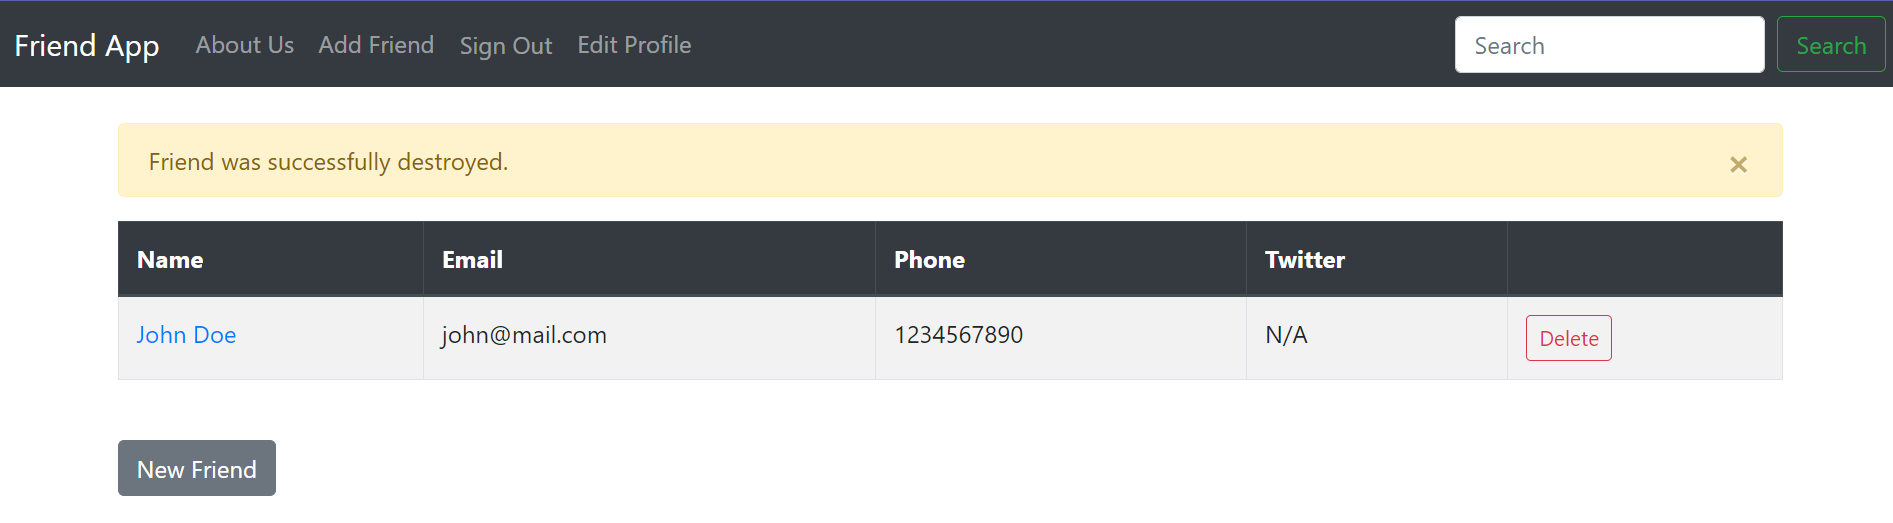 Friend App About Us Add Friend Sign Out Edit Profile Search Search
Friend was successfully destroyed. ×
Name Email Phone Twitter
John Doe john@mail.com 1234567890 N/A Delete
New Friend